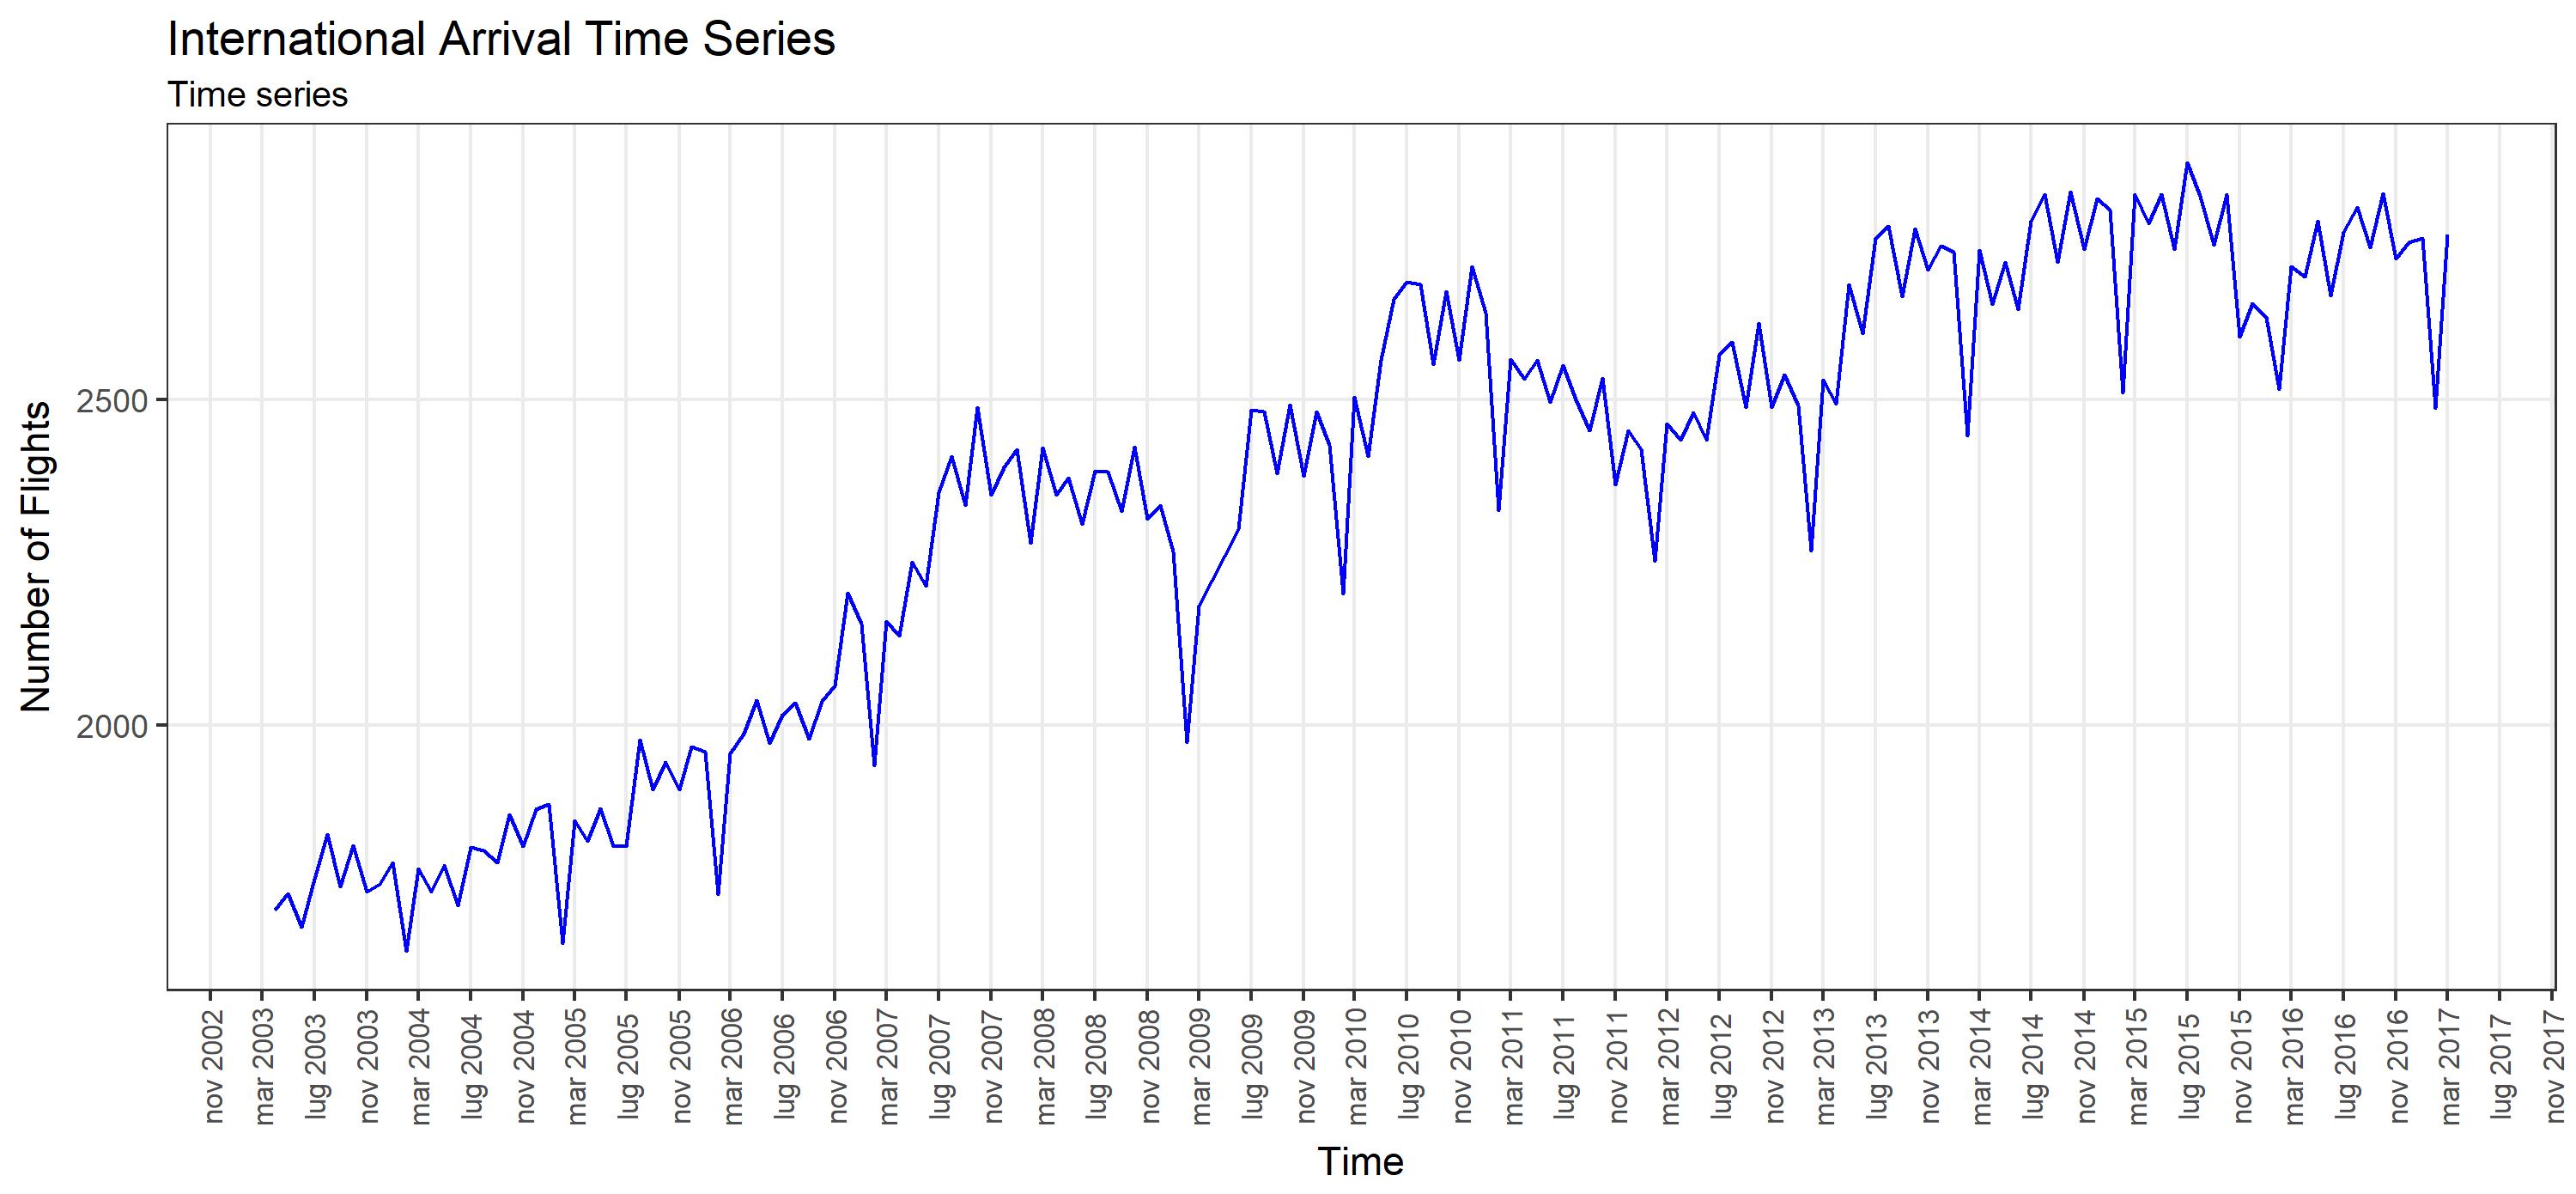 International Arrival Time Series
Time series
Number of Flights
2500
2000
nov 2002
mar 2003
lug 2003
nov 2003
mar 2004
lug 2004
nov 2004
mar 2005
lug 2005
nov 2005
mar 2006
lug 2006
nov 2006
mar 2007
lug 2007
nov 2007
mar 2008
lug 2008
nov 2008
mar 2009
lug 2009
nov 2009
mar 2010
lug 2010
nov 2010
mar 2011
lug 2011
nov 2011
mar 2012
lug 2012
nov 2012
mar 2013
lug 2013
nov 2013
mar 2014
lug 2014
nov 2014
mar 2015
lug 2015
nov 2015
mar 2016
lug 2016
nov 2016
mar 2017
lug 2017
nov 2017
Time